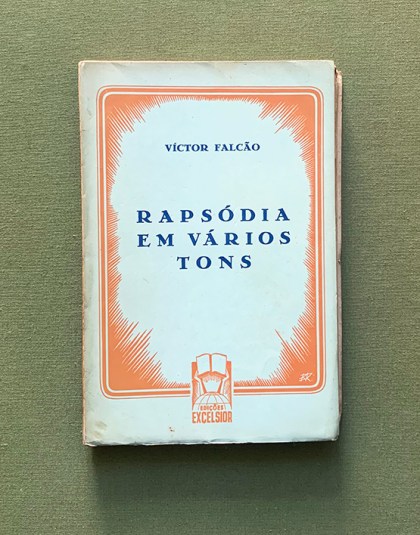 VÍCTOR FALCÃO
RAPSÓDIA
EM VÁRIOS
TONS
EDIÇÕES
EXCELSIOR